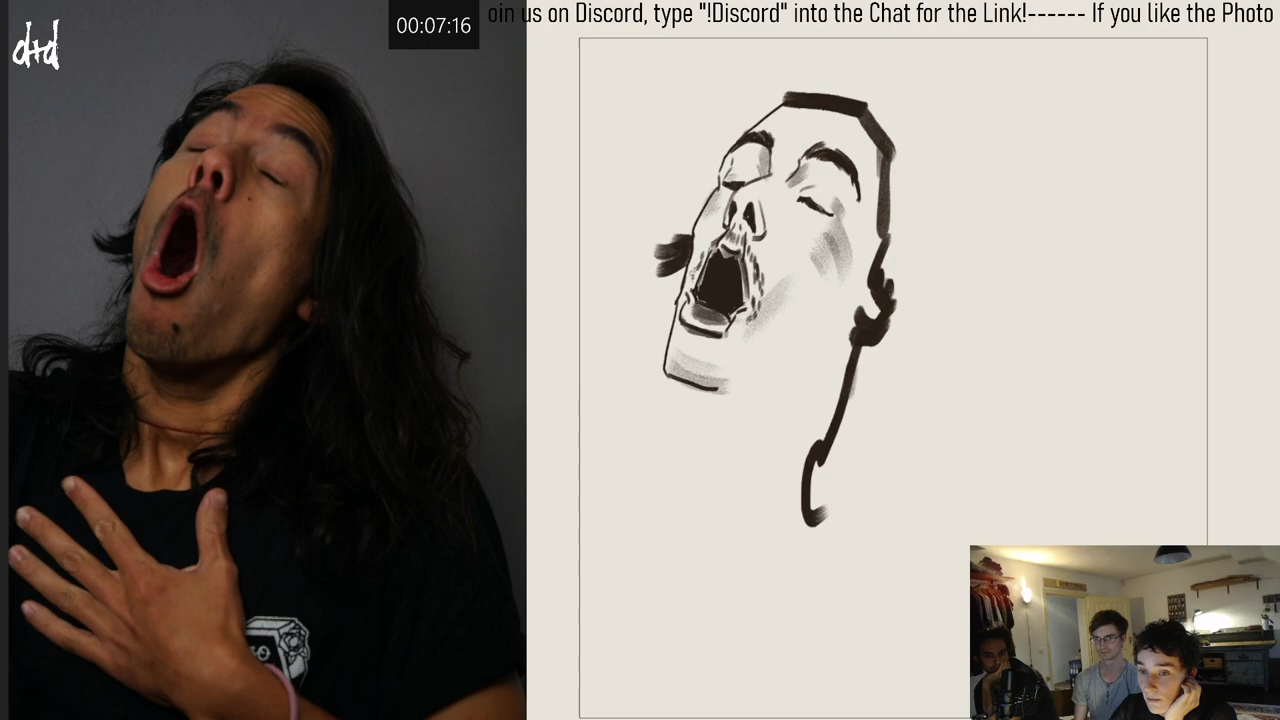 d+d
00:07:16
oin us on Discord, type "!Discord" into the Chat for the Link!------ If you like the Photo